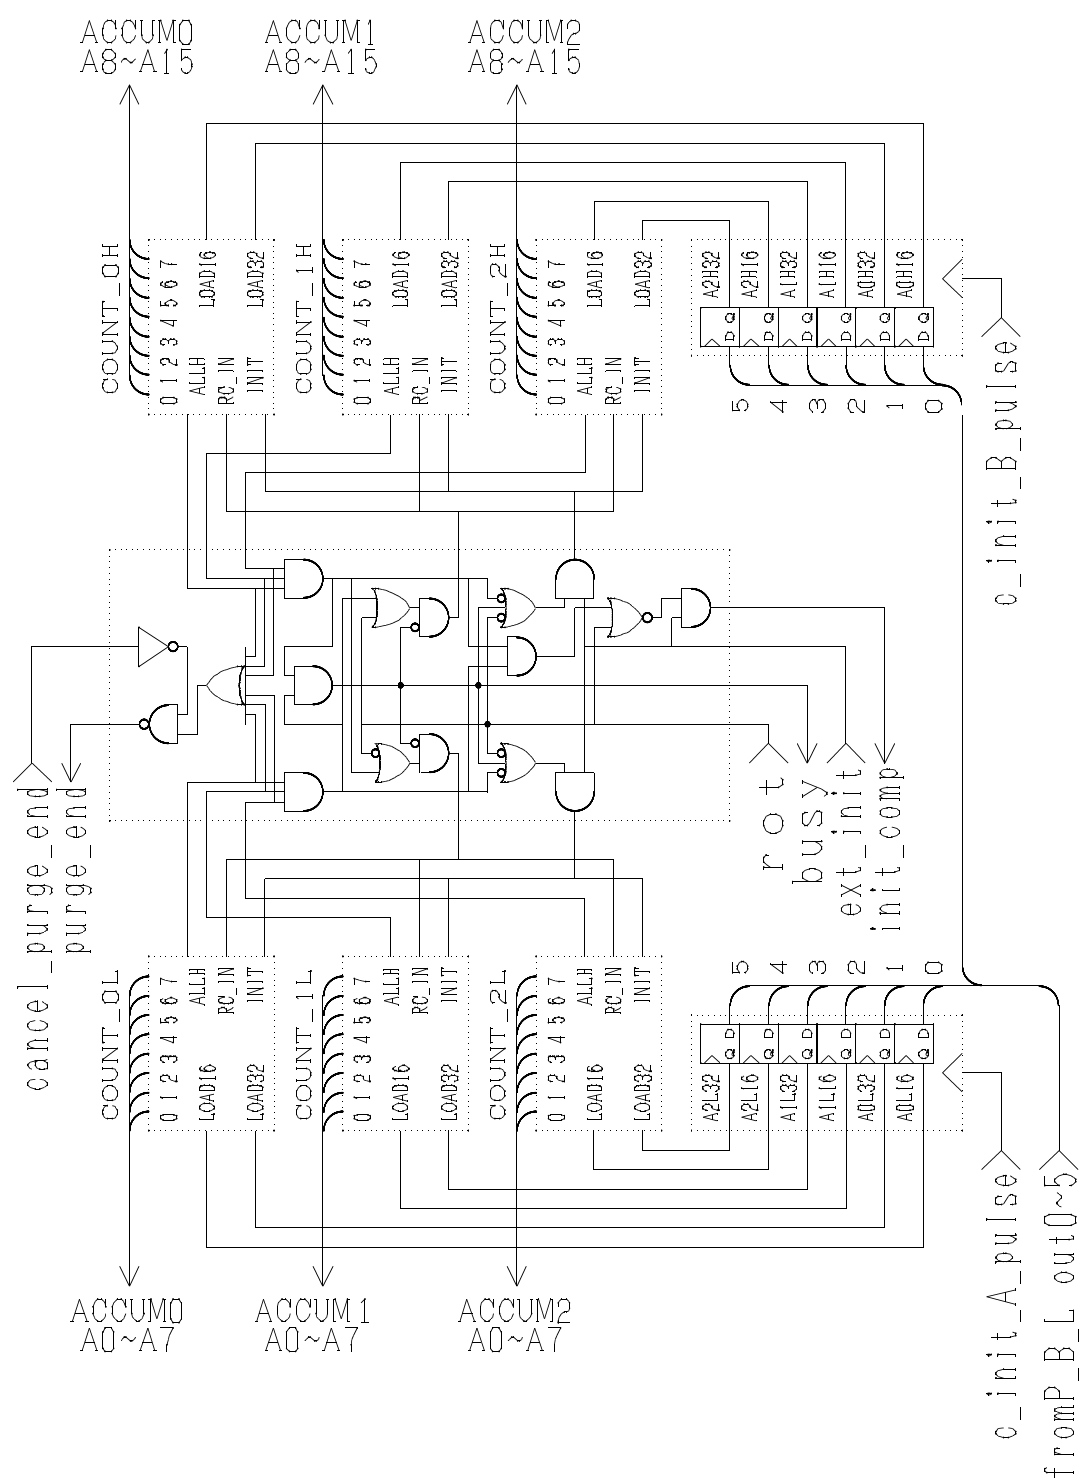 ACCUM0
A8~A15
ACCUM1
A8~A15
ACCUM2
A8~A15
COUNT_0H
0 1 2 3 4 5 6 7
ALLH
LOAD16
RC_IN
INIT
LOAD32
COUNT_1H
0 1 2 3 4 5 6 7
ALLH
LOAD16
RC_IN
INIT
LOAD32
COUNT_2H
0 1 2 3 4 5 6 7
ALLH
LOAD16
RC_IN
INIT
LOAD32
A2H32
A2H16
A1H32
A1H16
A0H32
A0H16
D Q
D Q
D Q
D Q
D Q
D Q
5
4
3
2
1
0
c_init_B_pulse
cancel_purge_end
purge_end
rot
busy
ext_init
init_comp
COUNT_0L
0 1 2 3 4 5 6 7
ALLH
LOAD16
RC_IN
INIT
LOAD32
COUNT_1L
0 1 2 3 4 5 6 7
ALLH
LOAD16
RC_IN
INIT
LOAD32
COUNT_2L
0 1 2 3 4 5 6 7
ALLH
LOAD16
RC_IN
INIT
LOAD32
5
4
3
2
1
0
Q D
Q D
Q D
Q D
Q D
Q D
A2L32
A2L16
A1L32
A1L16
A0L32
A0L16
c_init_A_pulse
fromP_B_L out0~5
ACCUM0
A0~A7
ACCUM1
A0~A7
ACCUM2
A0~A7